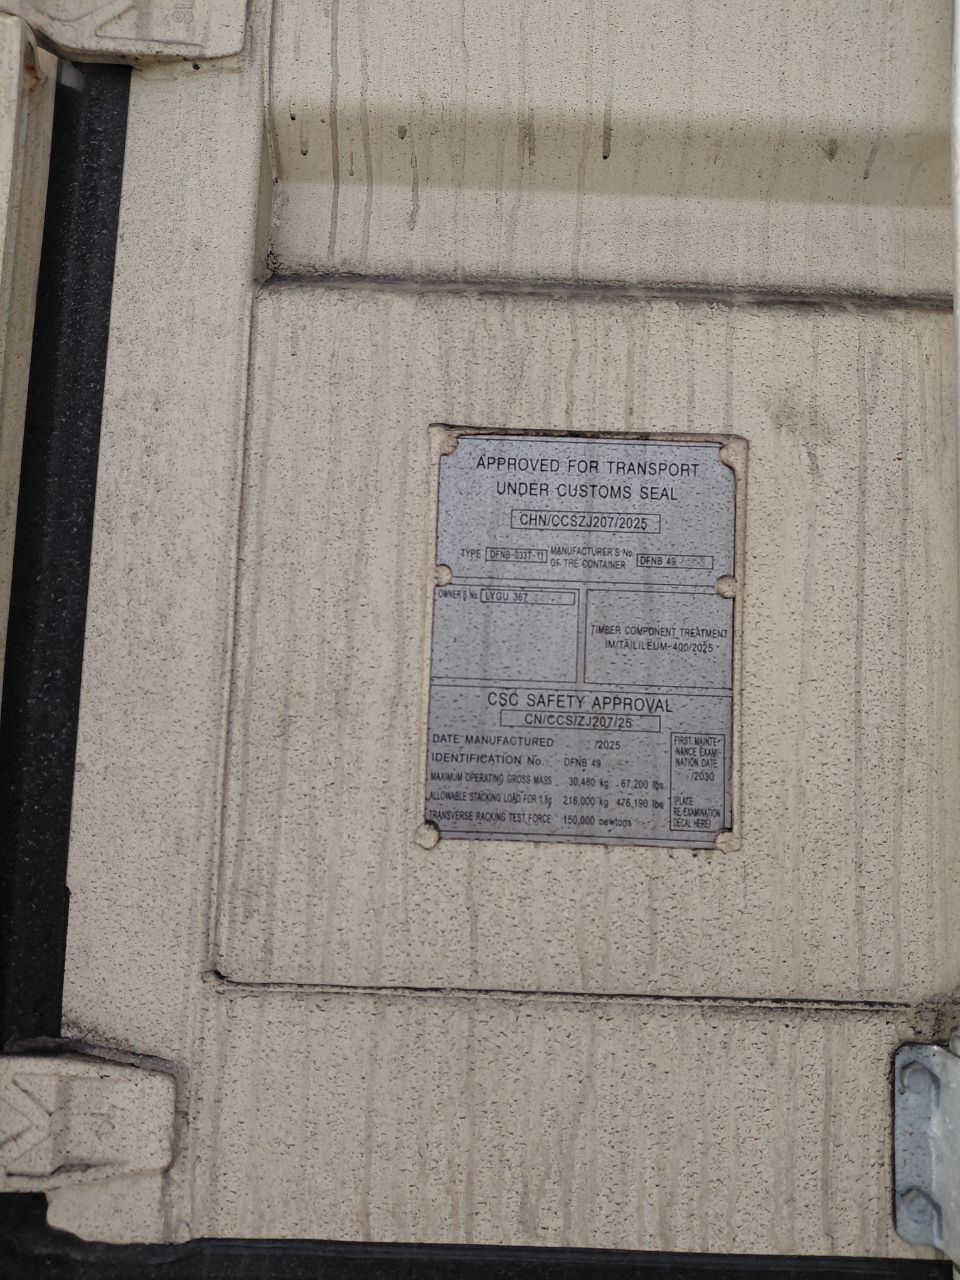 APPROVED FOR TRANSPORT
UNDER CUSTOMS SEAL
CHN/CCSZJ207/2025
TYPE DFNB-033T-11 MANUFACTURER'S No. OF THE CONTAINER DFNB 49
OWNER'S No. LYGU 367
TIMBER COMPONENT TREATMENT
IM/TAILILEUM-400/2025
CSC SAFETY APPROVAL
CN/CCS/ZJ207/25
DATE MANUFACTURED /2025
IDENTIFICATION No. DFNB 49
MAXIMUM OPERATING GROSS MASS 30,480 kg 67,200 lbs
ALLOWABLE STACKING LOAD FOR 1.8g 216,000 kg 476,190 lbs
TRANSVERSE RACKING TEST FORCE 150,000 newtons
FIRST MAINTE-
NANCE EXAMI-
NATION DATE
/2030
(PLACE
RE-EXAMINATION
DECAL HERE)